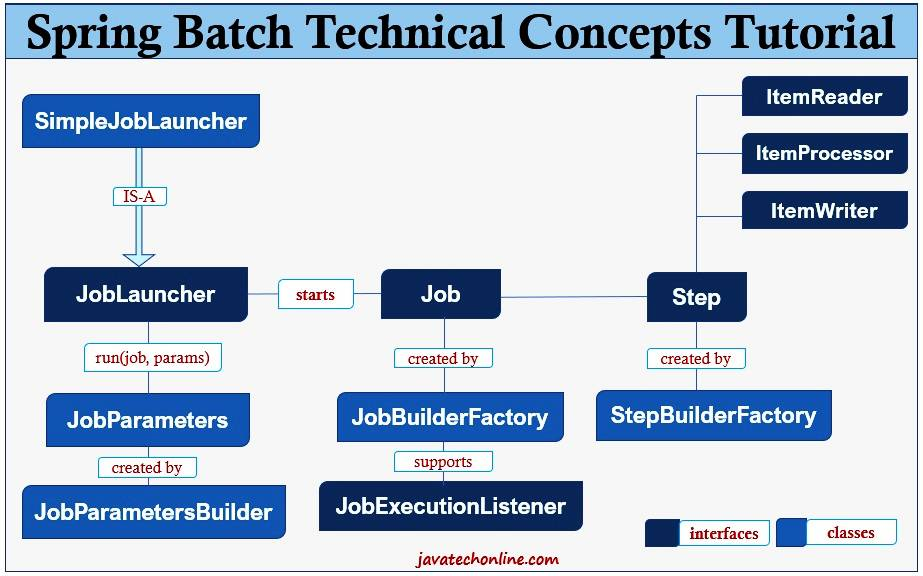 Spring Batch Technical Concepts Tutorial
SimpleJobLauncher
IS-A
JobLauncher
run(job, params)
JobParameters
created by
JobParametersBuilder
starts
Job
created by
JobBuilderFactory
supports
JobExecutionListener
ItemReader
ItemProcessor
ItemWriter
Step
created by
StepBuilderFactory
interfaces
classes
javatechonline.com